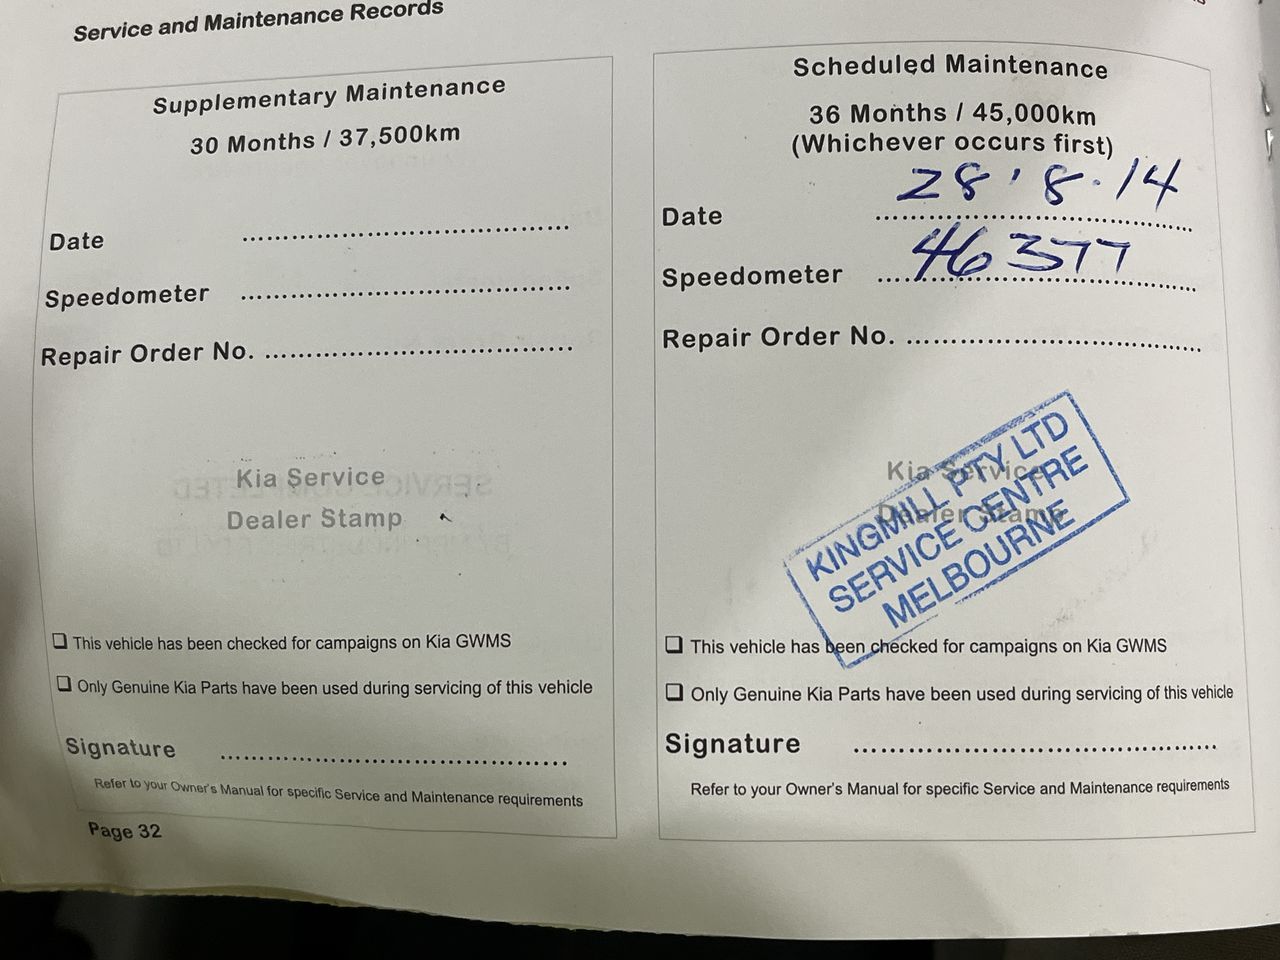 Service and Maintenance Records
Supplementary Maintenance
30 Months / 37,500km
Date
Speedometer
Repair Order No.
Kia Service
Dealer Stamp
❑ This vehicle has been checked for campaigns on Kia GWMS
❑ Only Genuine Kia Parts have been used during servicing of this vehicle
Signature
Refer to your Owner's Manual for specific Service and Maintenance requirements
Page 32
Scheduled Maintenance
36 Months / 45,000km
(Whichever occurs first)
Date 28.8.14
Speedometer 46377
Repair Order No.
Kia Service
Dealer Stamp
KINGMILL PTY LTD
SERVICE CENTRE
MELBOURNE
❑ This vehicle has been checked for campaigns on Kia GWMS
❑ Only Genuine Kia Parts have been used during servicing of this vehicle
Signature
Refer to your Owner's Manual for specific Service and Maintenance requirements